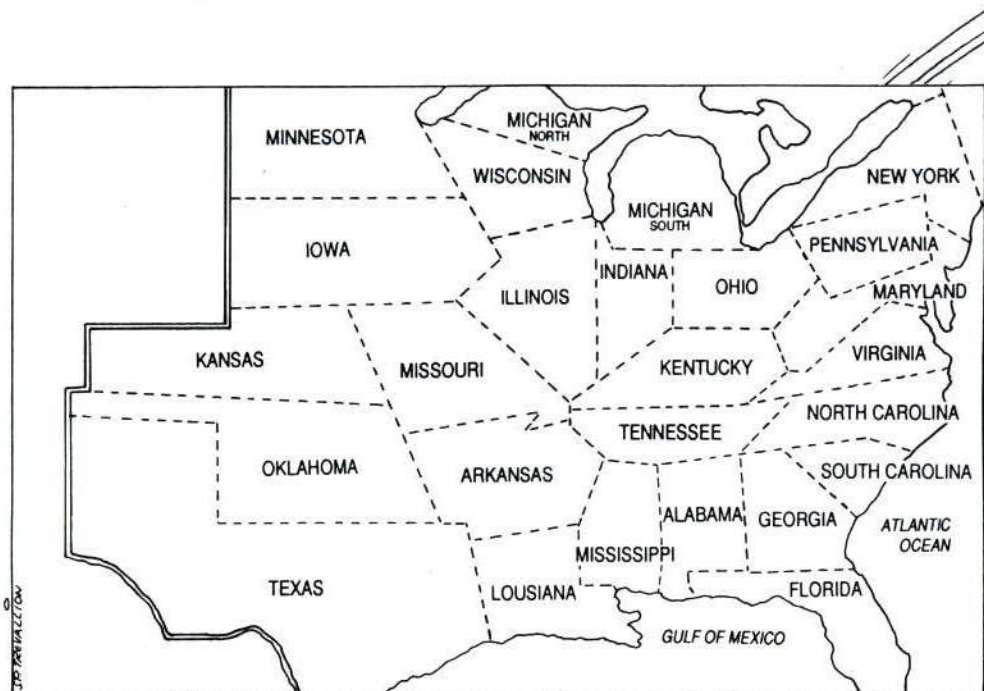 MINNESOTA
MICHIGAN
NORTH
WISCONSIN
NEW YORK
MICHIGAN
SOUTH
PENNSYLVANIA
IOWA
INDIANA
OHIO
ILLINOIS
MARYLAND
KANSAS
MISSOURI
KENTUCKY
VIRGINIA
NORTH CAROLINA
TENNESSEE
OKLAHOMA
ARKANSAS
SOUTH CAROLINA
ALABAMA
GEORGIA
ATLANTIC
OCEAN
MISSISSIPPI
TEXAS
LOUSIANA
FLORIDA
GULF OF MEXICO